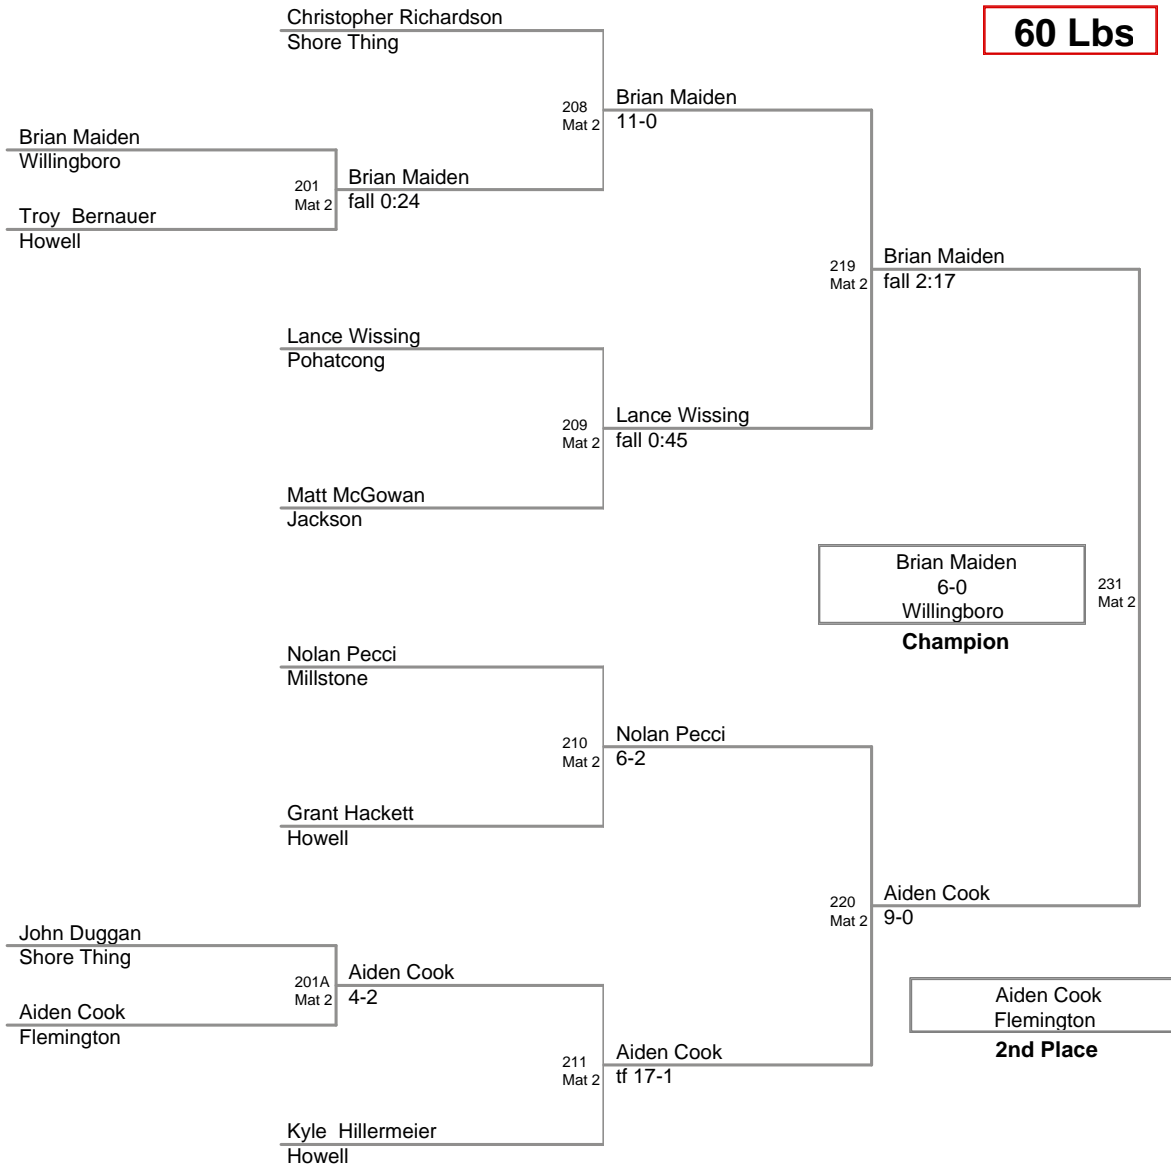 Christopher Richardson
Shore Thing
60 Lbs
208
Mat 2
Brian Maiden
11-0
Brian Maiden
Willingboro
201
Mat 2
Brian Maiden
fall 0:24
Troy  Bernauer
Howell
219
Mat 2
Brian Maiden
fall 2:17
Lance Wissing
Pohatcong
209
Mat 2
Lance Wissing
fall 0:45
Matt McGowan
Jackson
Brian Maiden
6-0
Willingboro
Champion
231
Mat 2
Nolan Pecci
Millstone
210
Mat 2
Nolan Pecci
6-2
Grant Hackett
Howell
220
Mat 2
Aiden Cook
9-0
John Duggan
Shore Thing
201A
Mat 2
Aiden Cook
4-2
Aiden Cook
Flemington
Aiden Cook
Flemington
2nd Place
211
Mat 2
Aiden Cook
tf 17-1
Kyle  Hillermeier
Howell